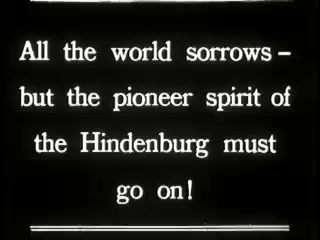 All the world sorrows –
but the pioneer spirit of
the Hindenburg must
go on!